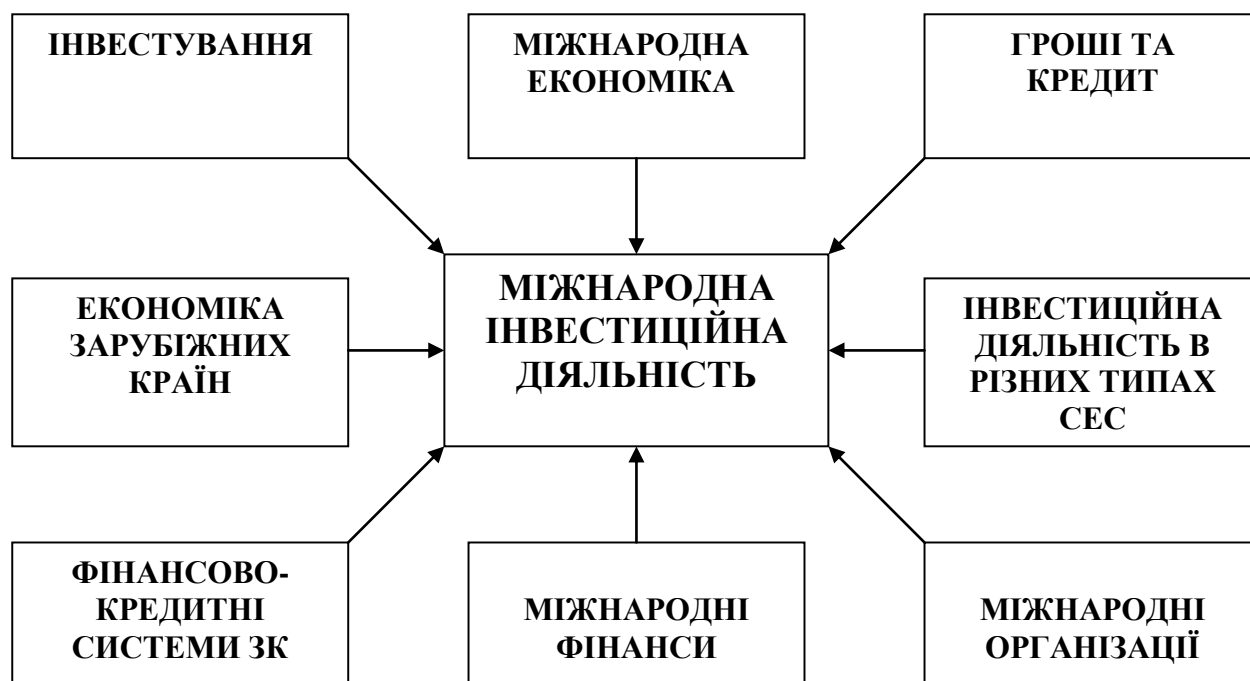 ІНВЕСТУВАННЯ
МІЖНАРОДНА
ЕКОНОМІКА
ГРОШІ ТА
КРЕДИТ
ЕКОНОМІКА
ЗАРУБІЖНИХ
КРАЇН
МІЖНАРОДНА
ІНВЕСТИЦІЙНА
ДІЯЛЬНІСТЬ
ІНВЕСТИЦІЙНА
ДІЯЛЬНІСТЬ В
РІЗНИХ ТИПАХ
СЕС
ФІНАНСОВО-
КРЕДИТНІ
СИСТЕМИ ЗК
МІЖНАРОДНІ
ФІНАНСИ
МІЖНАРОДНІ
ОРГАНІЗАЦІЇ